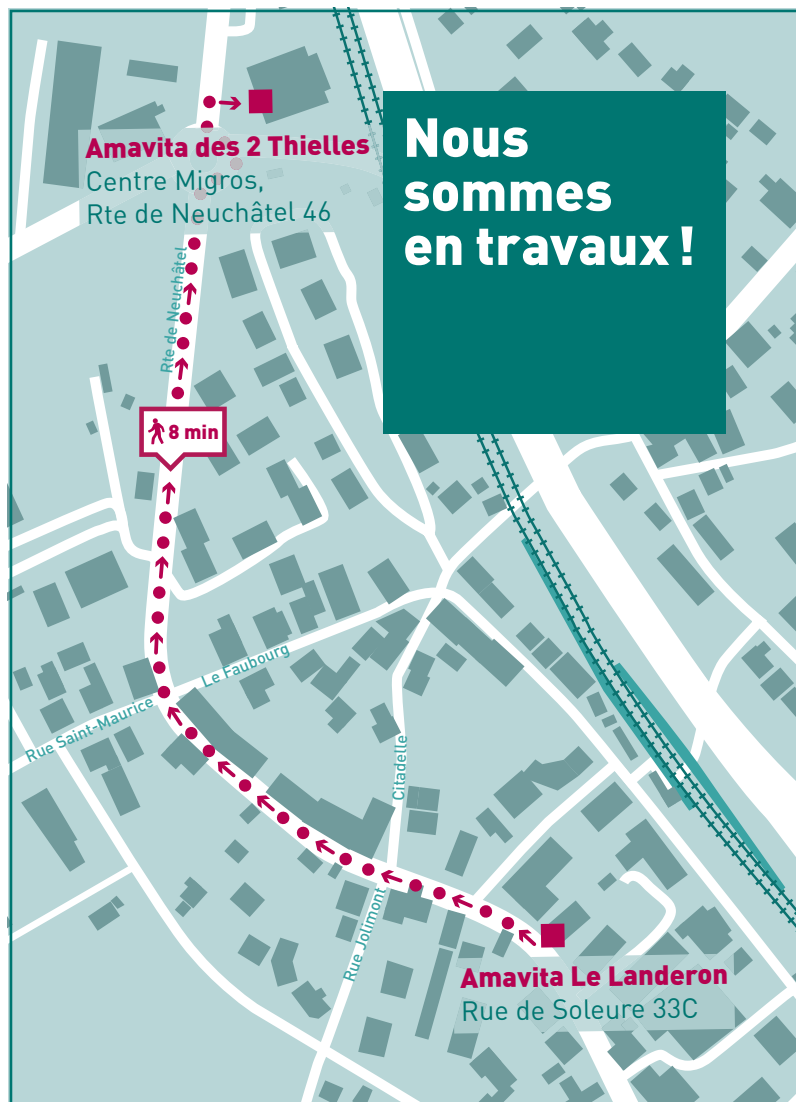 Nous
sommes
en travaux !
Amavita des 2 Thielles
Centre Migros,
Rte de Neuchâtel 46
Rte de Neuchâtel
8 min
Le Faubourg
Rue Saint-Maurice
Citadelle
Rue Jolimont
Amavita Le Landeron
Rue de Soleure 33C